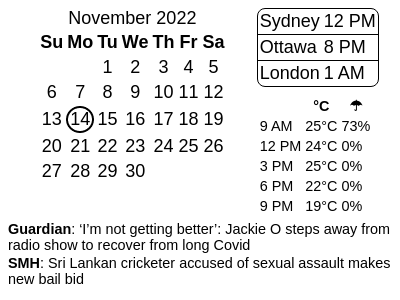 November 2022
Su Mo Tu We Th Fr Sa
1 2 3 4 5
6 7 8 9 10 11 12
13 14 15 16 17 18 19
20 21 22 23 24 25 26
27 28 29 30
Sydney 12 PM
Ottawa 8 PM
London 1 AM
°C ☂
9 AM 25°C 73%
12 PM 24°C 0%
3 PM 25°C 0%
6 PM 22°C 0%
9 PM 19°C 0%
Guardian: ‘I’m not getting better’: Jackie O steps away from
radio show to recover from long Covid
SMH: Sri Lankan cricketer accused of sexual assault makes
new bail bid